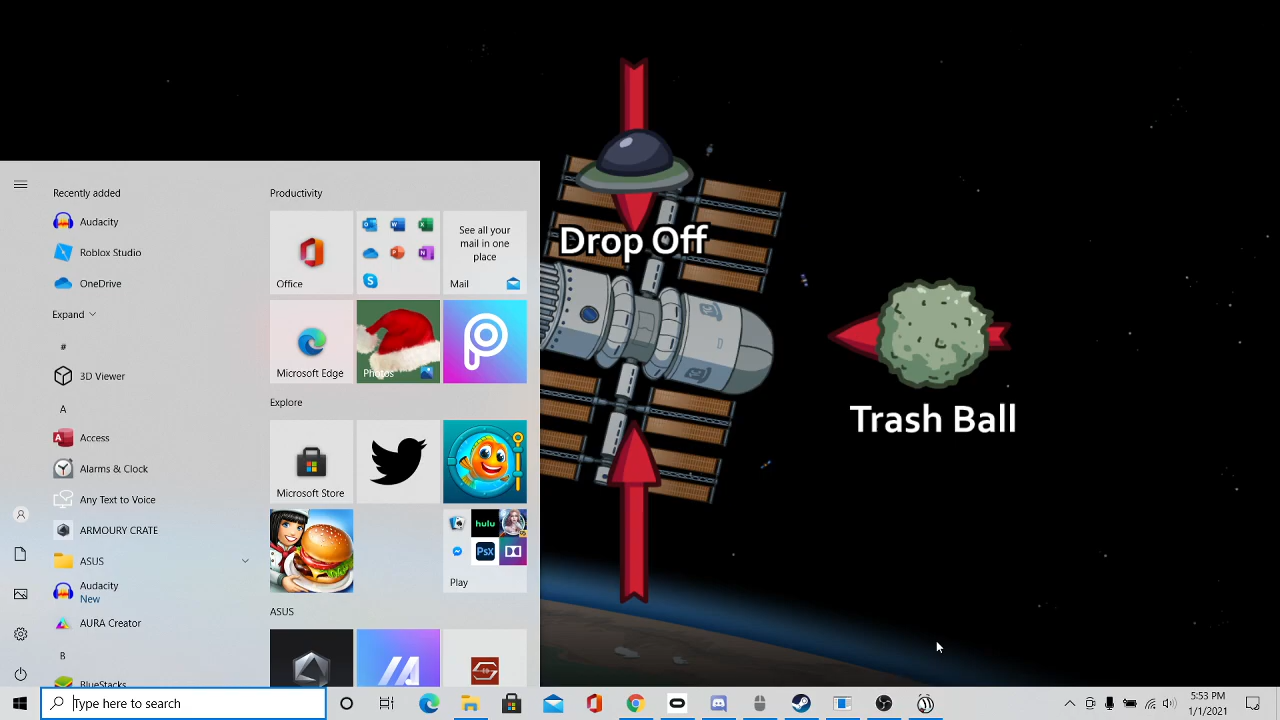 Drop Off
Trash Ball
Recently added
Audacity
Roblox Studio
OneDrive
Expand
#
3D Viewer
A
Access
Alarms & Clock
Any Text to Voice
ARMOURY CRATE
ASUS
Audacity
New
AURA Creator
B
BlueStacks
Productivity
Office
See all your
mail in one
place
Mail
Microsoft Edge
Photos
Explore
Microsoft Store
hulu
PsX
Play
ASUS
Type here to search
5:53 PM
1/1/2021